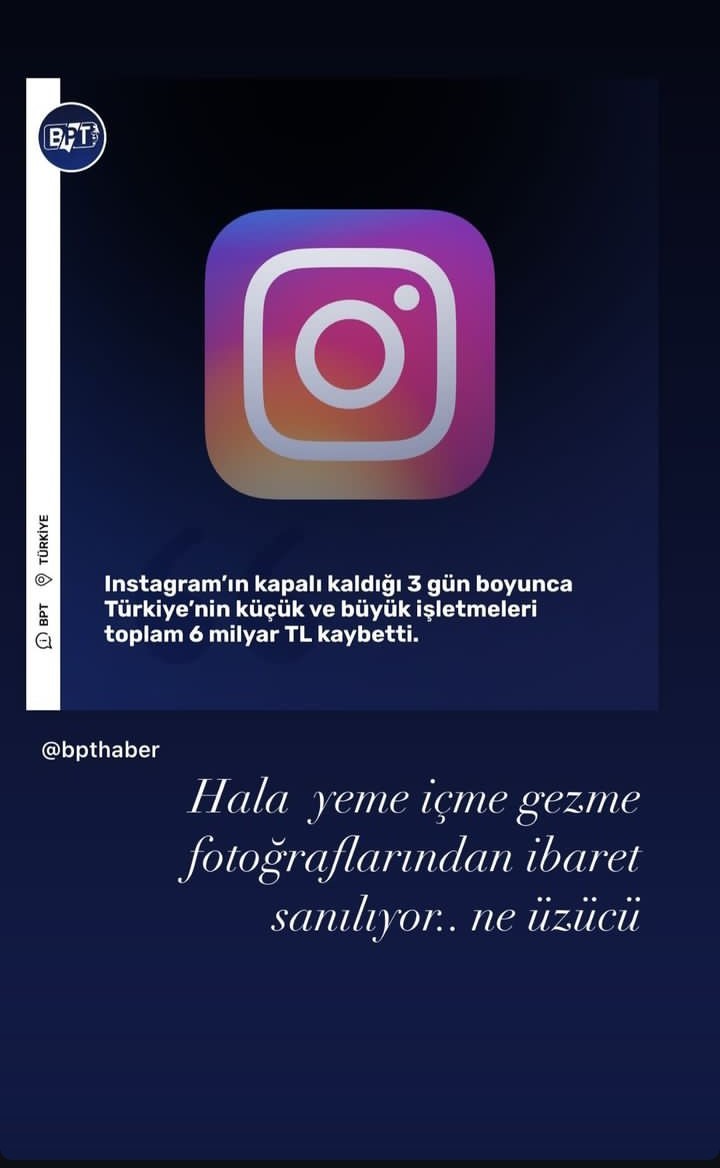 BPT
Instagram’ın kapalı kaldığı 3 gün boyunca
Türkiye’nin küçük ve büyük işletmeleri
toplam 6 milyar TL kaybetti.
BPT TÜRKİYE
@bpthaber
Hala yeme içme gezme
fotoğraflarından ibaret
sanılıyor.. ne üzücü